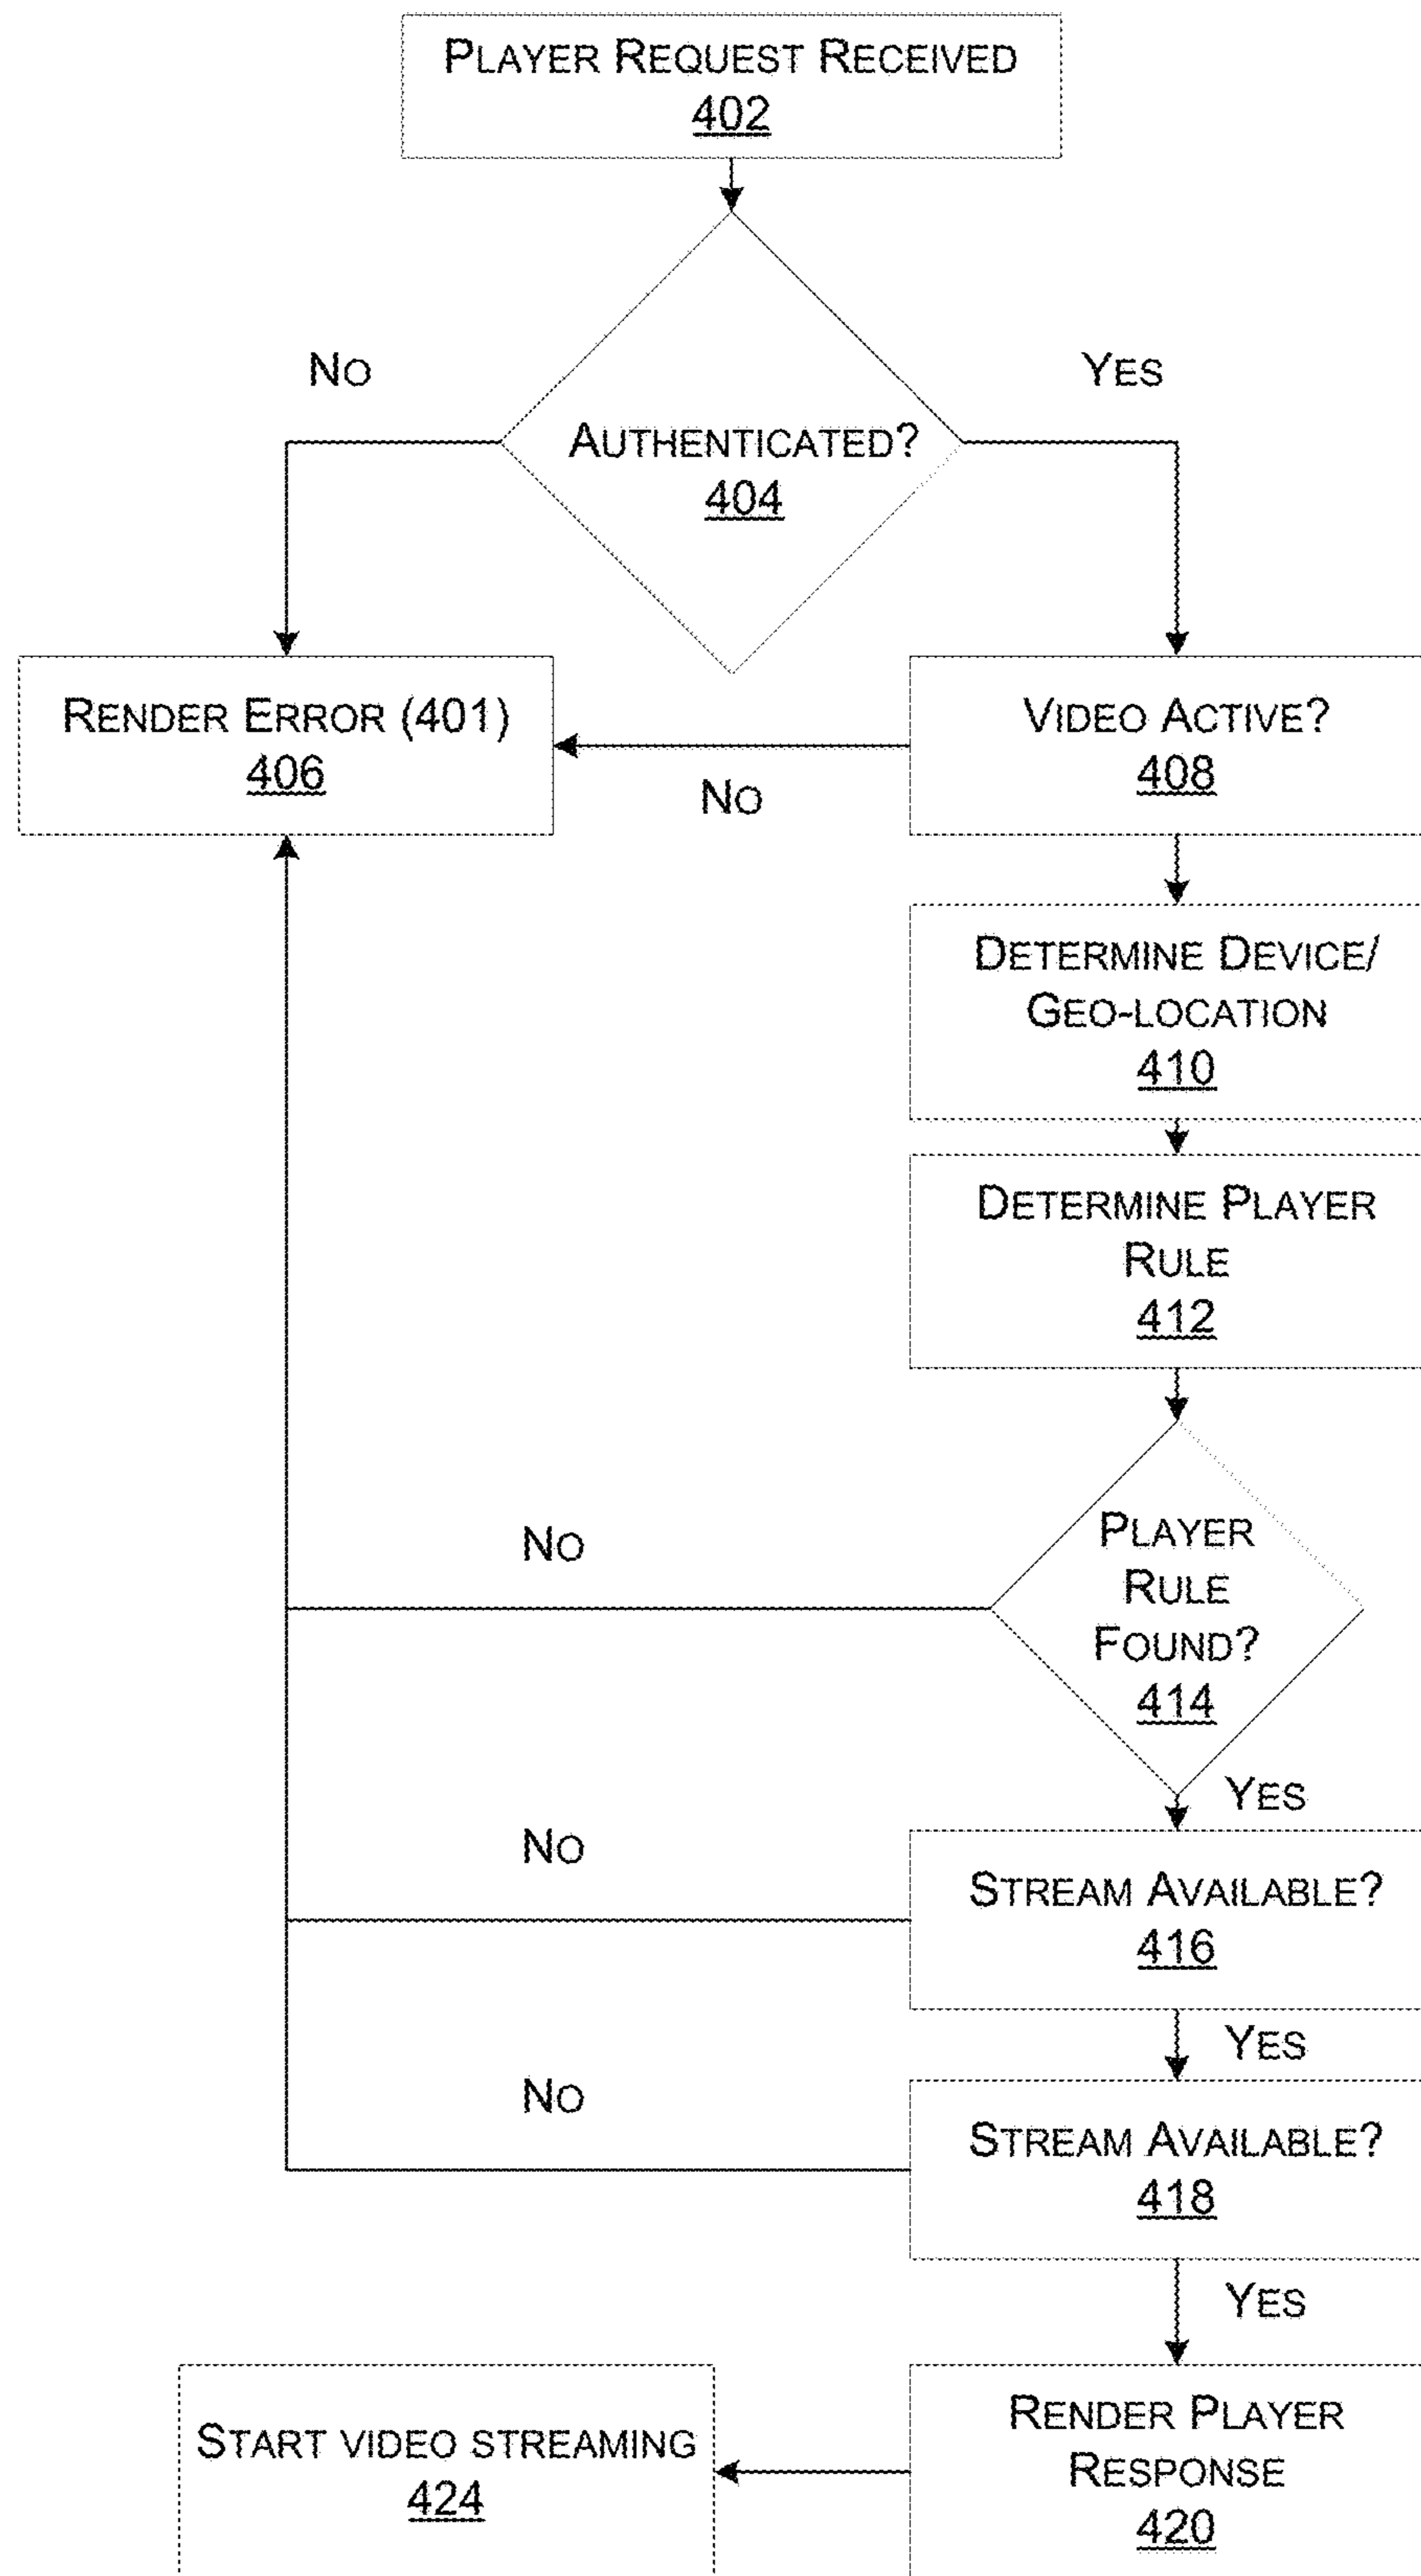 PLAYER REQUEST RECEIVED
402
NO
YES
AUTHENTICATED?
404
RENDER ERROR (401)
406
VIDEO ACTIVE?
408
NO
DETERMINE DEVICE/
GEO-LOCATION
410
DETERMINE PLAYER
RULE
412
NO
PLAYER
RULE
FOUND?
414
YES
NO
STREAM AVAILABLE?
416
YES
NO
STREAM AVAILABLE?
418
YES
START VIDEO STREAMING
424
RENDER PLAYER
RESPONSE
420